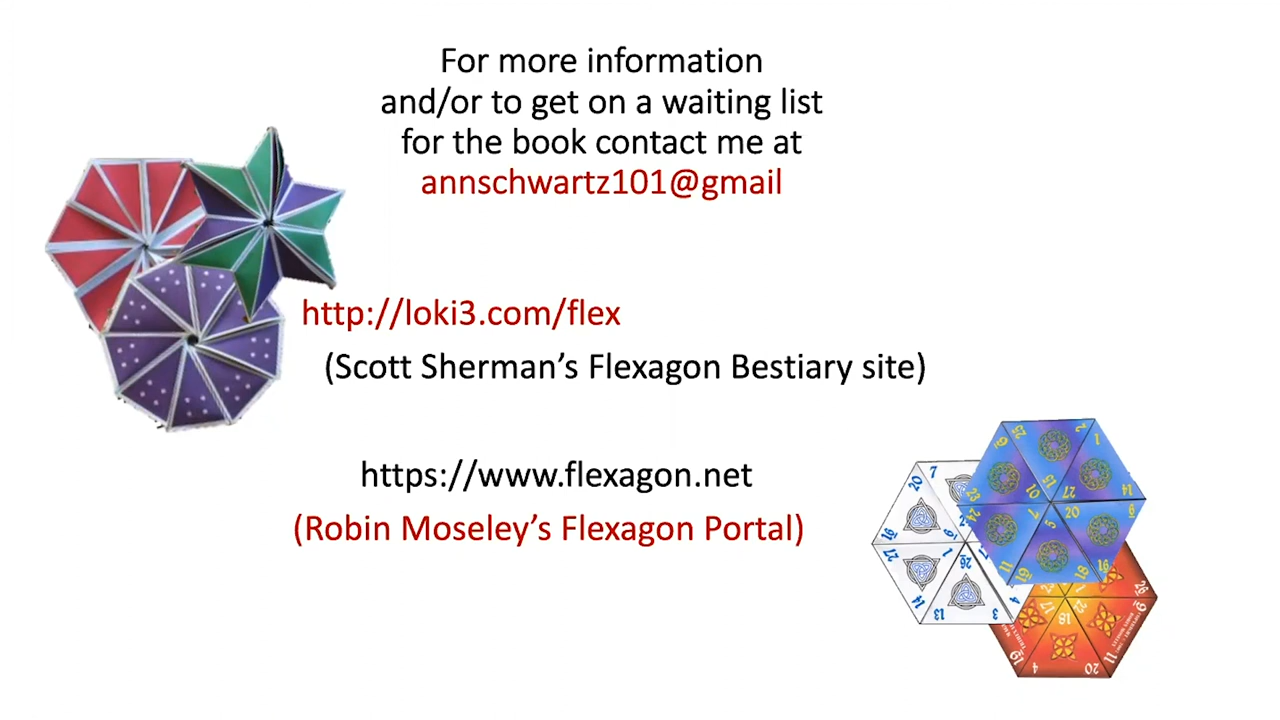 For more information
and/or to get on a waiting list
for the book contact me at
annschwartz101@gmail
http://loki3.com/flex
(Scott Sherman’s Flexagon Bestiary site)
https://www.flexagon.net
(Robin Moseley’s Flexagon Portal)